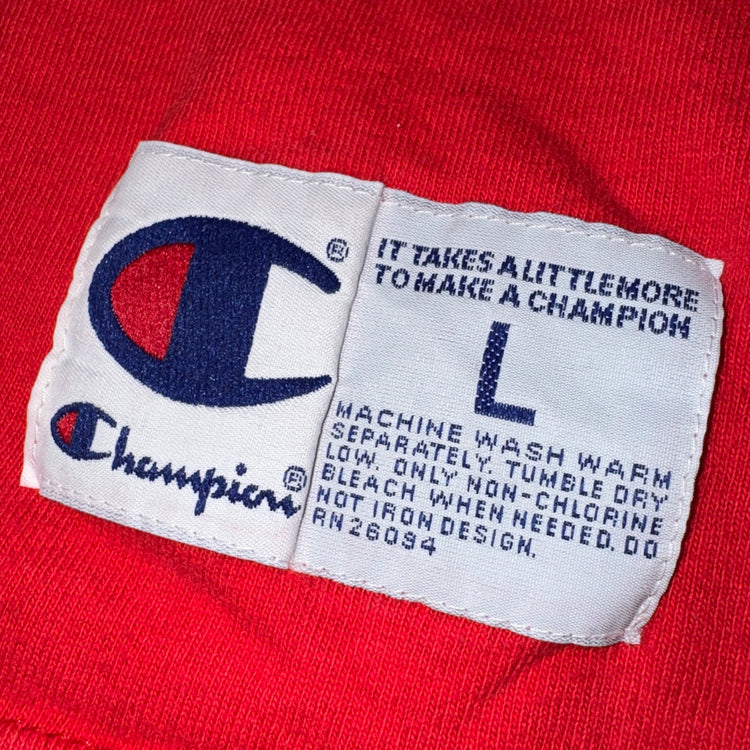 C®
Champion®
IT TAKES A LITTLE MORE
TO MAKE A CHAMPION
L
MACHINE WASH WARM
SEPARATELY. TUMBLE DRY
LOW. ONLY NON-CHLORINE
BLEACH WHEN NEEDED. DO
NOT IRON DESIGN.
RN 26094